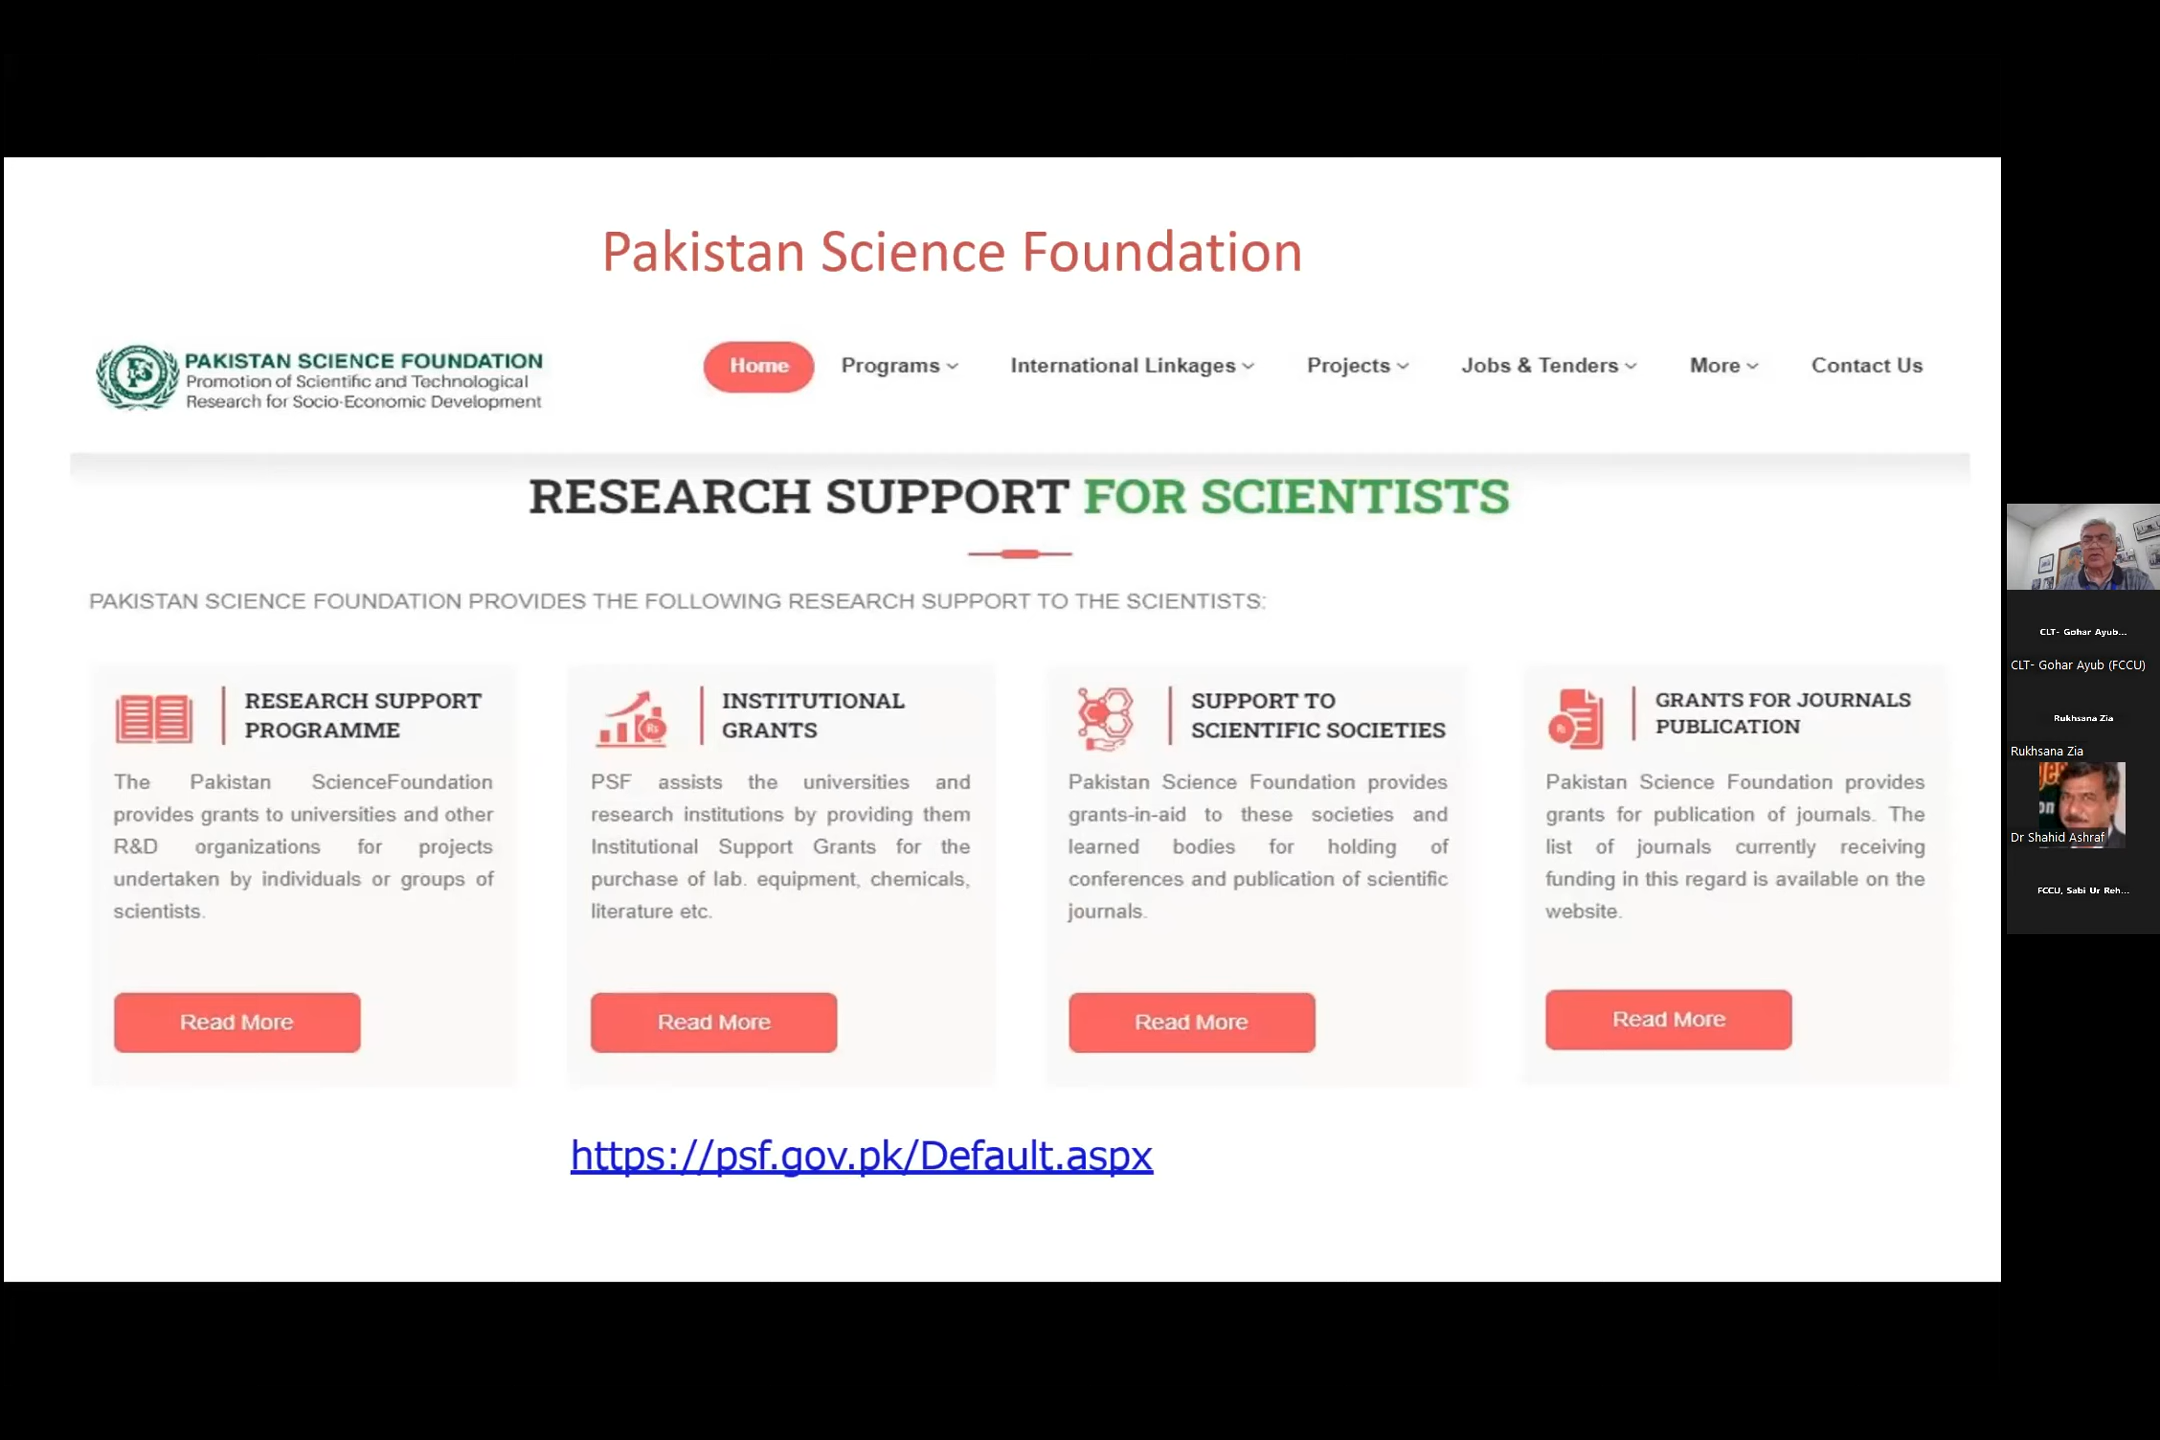 Pakistan Science Foundation
PAKISTAN SCIENCE FOUNDATION
Promotion of Scientific and Technological
Research for Socio-Economic Development
Home
Programs
International Linkages
Projects
Jobs & Tenders
More
Contact Us
RESEARCH SUPPORT FOR SCIENTISTS
PAKISTAN SCIENCE FOUNDATION PROVIDES THE FOLLOWING RESEARCH SUPPORT TO THE SCIENTISTS:
RESEARCH SUPPORT
PROGRAMME
The Pakistan ScienceFoundation
provides grants to universities and other
R&D organizations for projects
undertaken by individuals or groups of
scientists.
Read More
INSTITUTIONAL
GRANTS
Rs
PSF assists the universities and
research institutions by providing them
Institutional Support Grants for the
purchase of lab. equipment, chemicals,
literature etc.
Read More
SUPPORT TO
SCIENTIFIC SOCIETIES
Pakistan Science Foundation provides
grants-in-aid to these societies and
learned bodies for holding of
conferences and publication of scientific
journals.
Read More
GRANTS FOR JOURNALS
PUBLICATION
Pakistan Science Foundation provides
grants for publication of journals. The
list of journals currently receiving
funding in this regard is available on the
website.
Read More
https://psf.gov.pk/Default.aspx
CLT- Gohar Ayub...
CLT- Gohar Ayub (FCCU)
Rukhsana Zia
Rukhsana Zia
Dr Shahid Ashraf
FCCU, Sabi Ur Reh...